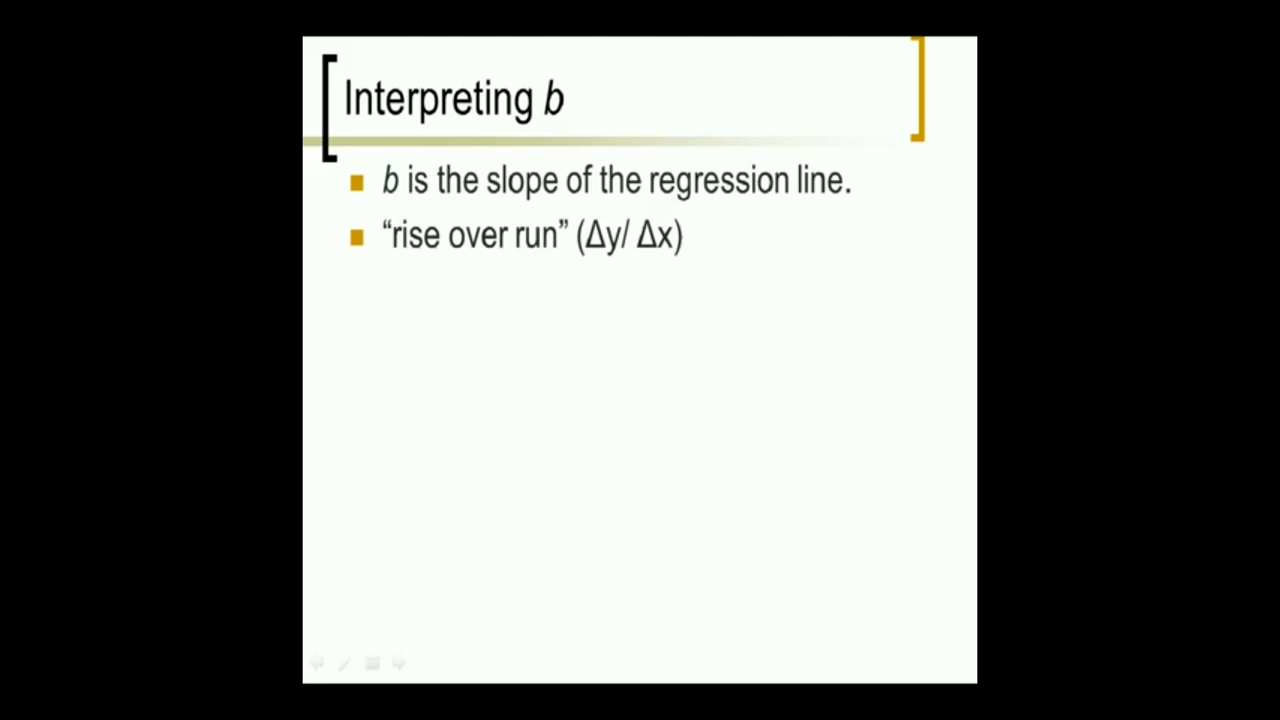 Interpreting b
b is the slope of the regression line.
“rise over run” (Δy/ Δx)